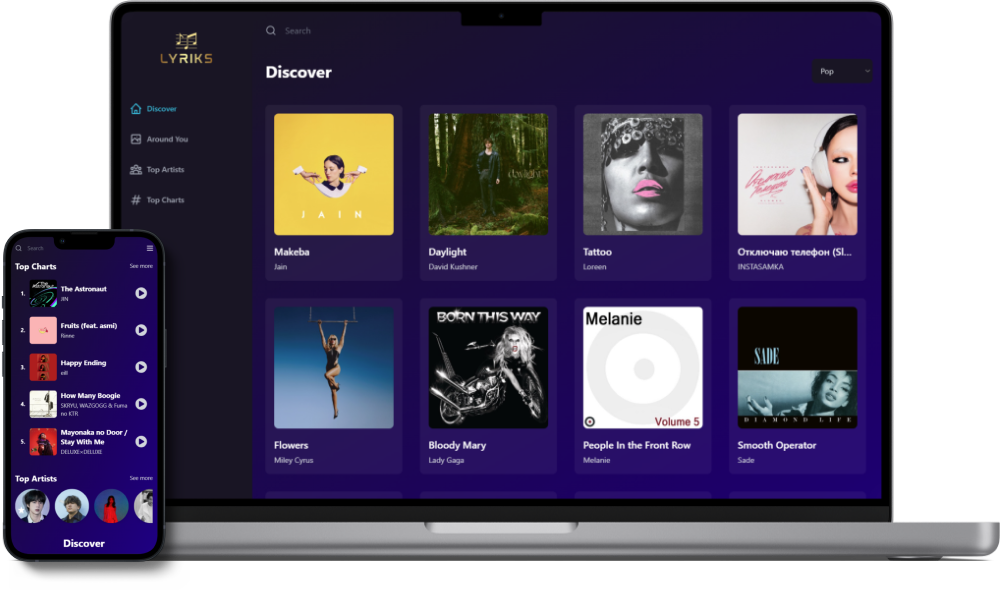 LYRIKS
Search
Discover
Pop
Discover
Around You
Top Artists
Top Charts
JAIN
Makeba
Jain
daylight
Daylight
David Kushner
Tattoo
Loreen
Отключаю телефон (Sl...
INSTASAMKA
Flowers
Miley Cyrus
BORN THIS WAY
Bloody Mary
Lady Gaga
Melanie
Volume 5
People In the Front Row
Melanie
SADE
DIAMOND LIFE
Smooth Operator
Sade
Search
Top Charts
See more
1.
The Astronaut
JIN
2.
Fruits (feat. asmi)
Rinne
3.
Happy Ending
eill
4.
How Many Boogie
SKRYU, WAZGOGG & Fuma
no KTR
5.
Mayonaka no Door /
Stay With Me
DELUXE×DELUXE
Top Artists
See more
Discover